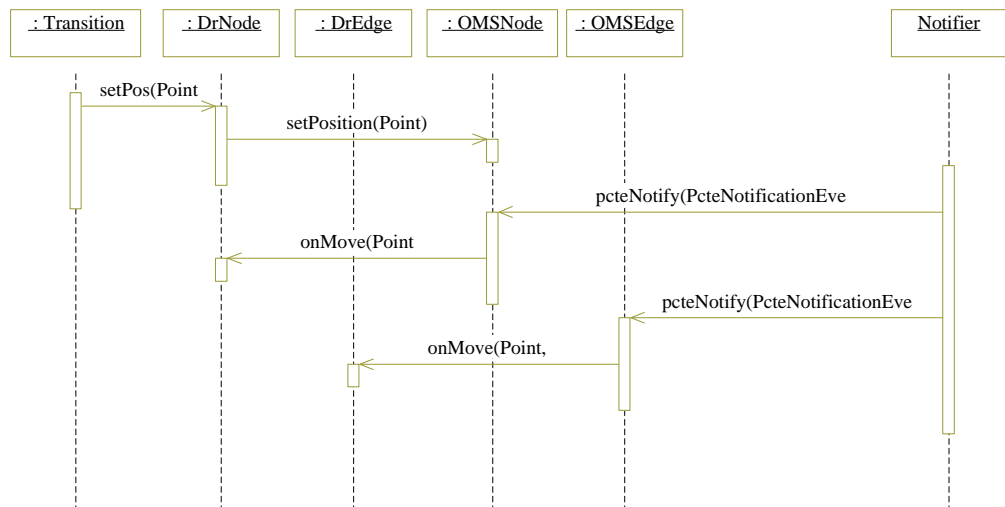 : Transition
: DrNode
: DrEdge
: OMSNode
: OMSEdge
Notifier
setPos(Point
setPosition(Point)
pcteNotify(PcteNotificationEve
onMove(Point
pcteNotify(PcteNotificationEve
onMove(Point,